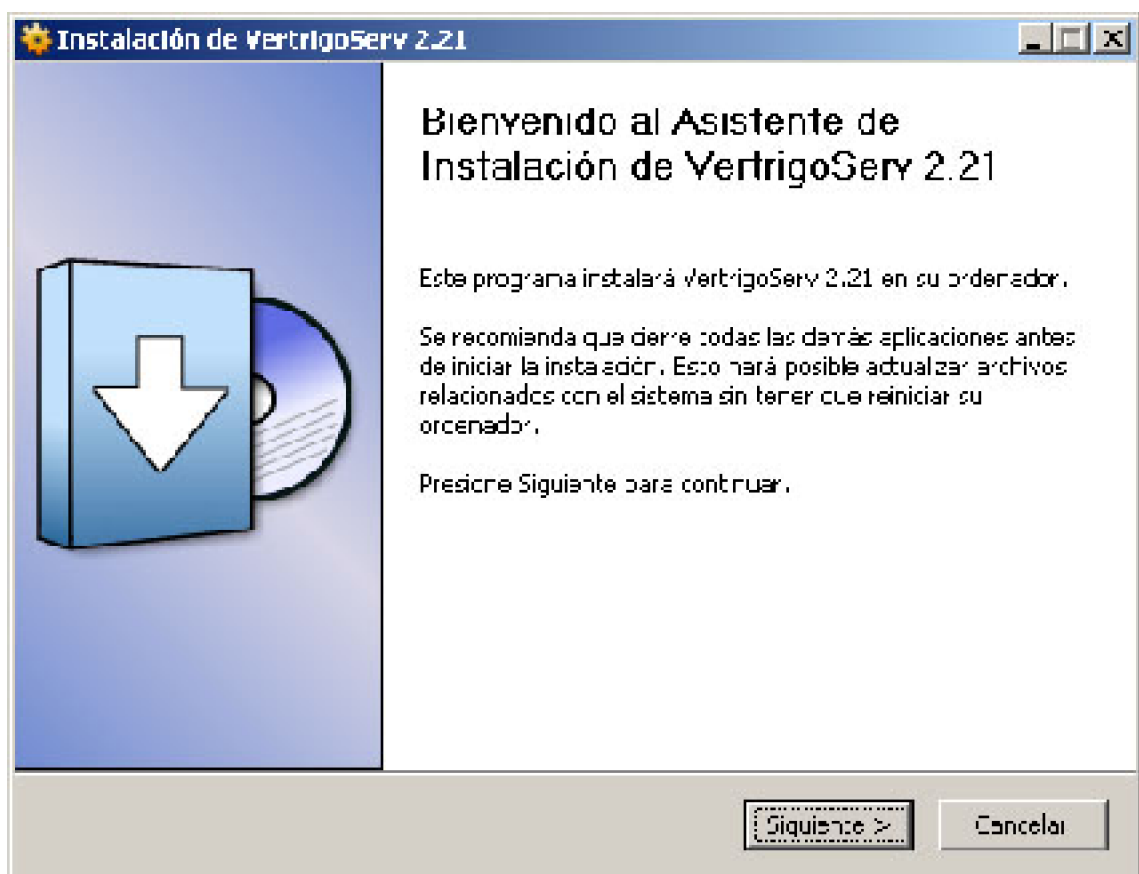 Instalación de VertrigoServ 2.21
Bienvenido al Asistente de
Instalación de VertrigoServ 2.21
Este programa instalará VertrigoServ 2.21 en su ordenador.
Se recomienda que cierre todas las demás aplicaciones antes
de iniciar la instalación. Esto hará posible actualizar archivos
relacionados con el sistema sin tener que reiniciar su
ordenador.
Presione Siguiente para continuar.
Siguiente >
Cancelar